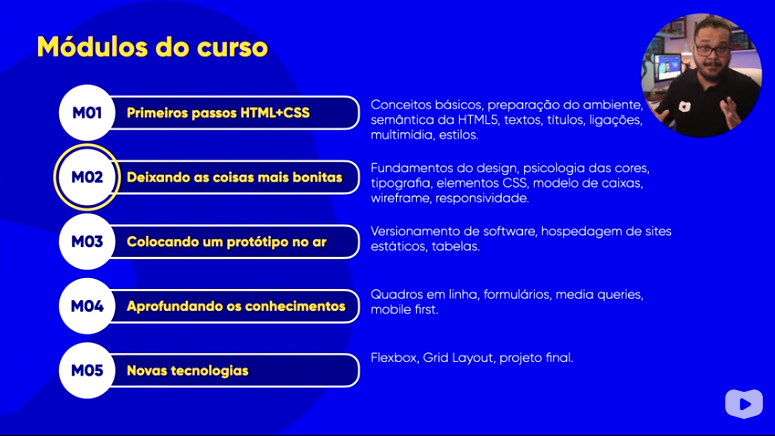 Módulos do curso
M01
Primeiros passos HTML+CSS
Conceitos básicos, preparação do ambiente,
semântica da HTML5, textos, títulos, ligações,
multimídia, estilos.
M02
Deixando as coisas mais bonitas
Fundamentos do design, psicologia das cores,
tipografia, elementos CSS, modelo de caixas,
wireframe, responsividade.
M03
Colocando um protótipo no ar
Versionamento de software, hospedagem de sites
estáticos, tabelas.
M04
Aprofundando os conhecimentos
Quadros em linha, formulários, media queries,
mobile first.
M05
Novas tecnologias
Flexbox, Grid Layout, projeto final.